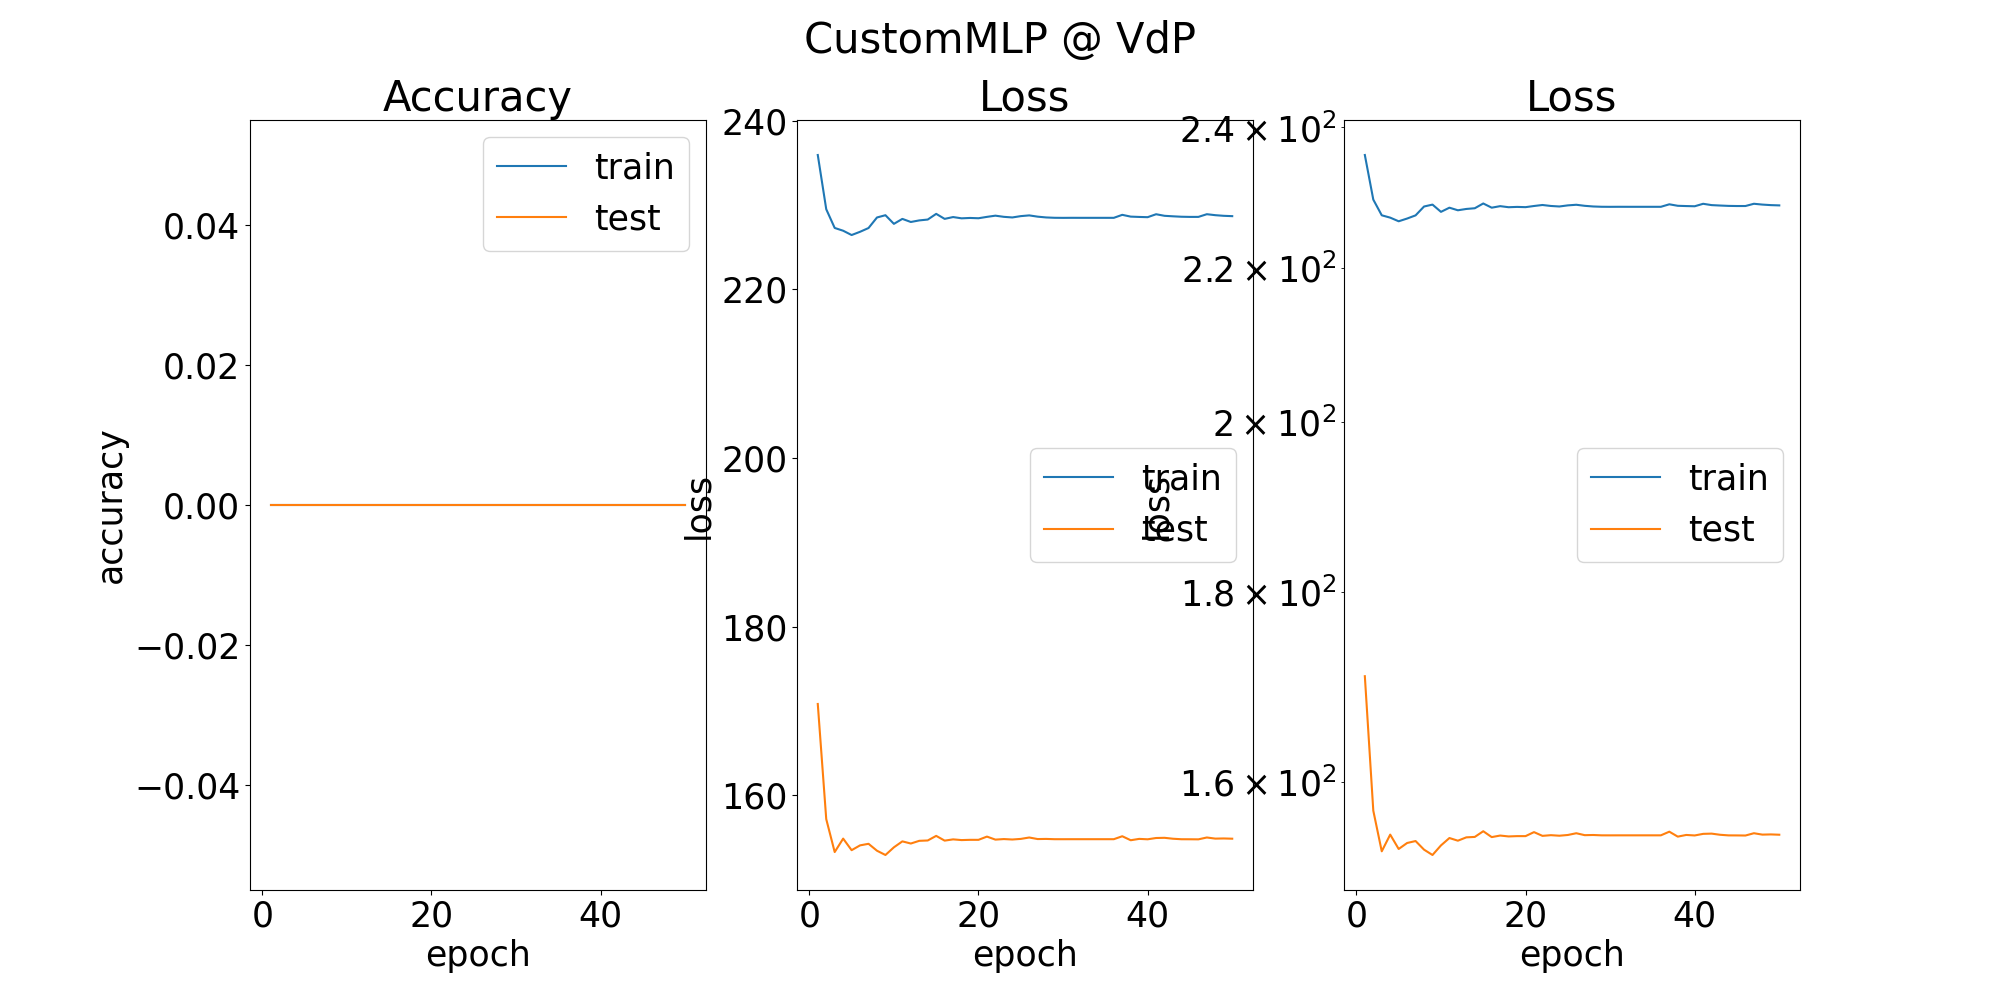 CustomMLP @ VdP
Accuracy
accuracy
0.04
0.02
0.00
−0.02
−0.04
train
test
0
20
40
epoch
Loss
loss
240
220
200
180
160
train
test
0
20
40
epoch
Loss
loss
2.4 × 10²
2.2 × 10²
2 × 10²
1.8 × 10²
1.6 × 10²
train
test
0
20
40
epoch